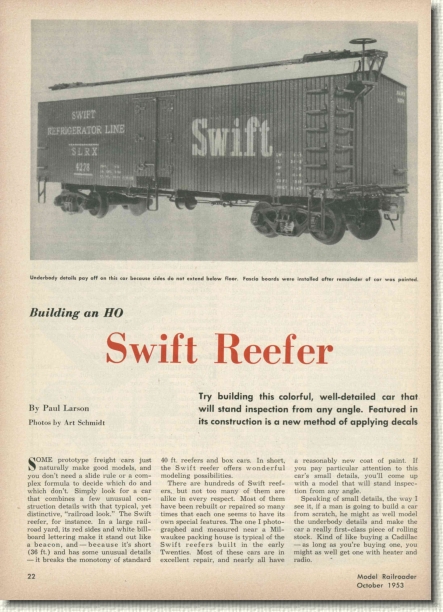 SWIFT
REFRIGERATOR LINE
SLRX
4226
Swift
Underbody details pay off on this car because sides do not extend below floor. Fascia boards were installed after remainder of car was painted.
Building an HO
Swift Reefer
By Paul Larson
Photos by Art Schmidt
Try building this colorful, well-detailed car that
will stand inspection from any angle. Featured in
its construction is a new method of applying decals
SOME prototype freight cars just
naturally make good models, and
you don't need a slide rule or a com-
plex formula to decide which do and
which don't. Simply look for a car
that combines a few unusual con-
struction details with that typical, yet
distinctive, "railroad look." The Swift
reefer, for instance. In a large rail-
road yard, its red sides and white bill-
board lettering make it stand out like
a beacon, and — because it's short
(36 ft.) and has some unusual details
— it breaks the monotony of standard
40 ft. reefers and box cars. In short,
the Swift reefer offers wonderful
modeling possibilities.
There are hundreds of Swift reef-
ers, but not too many of them are
alike in every respect. Most of them
have been rebuilt or repaired so many
times that each one seems to have its
own special features. The one I photo-
graphed and measured near a Mil-
waukee packing house is typical of the
Swift reefers built in the early
Twenties. Most of these cars are in
excellent repair, and nearly all have
a reasonably new coat of paint. If
you pay particular attention to this
car's small details, you'll come up
with a model that will stand inspec-
tion from any angle.
Speaking of small details, the way I
see it, if a man is going to build a car
from scratch, he might as well model
the underbody details and make the
car a really first-class piece of rolling
stock. Kind of like buying a Cadillac
— as long as you're buying one, you
might as well get one with heater and
radio.
22
Model Railroader
October 1953